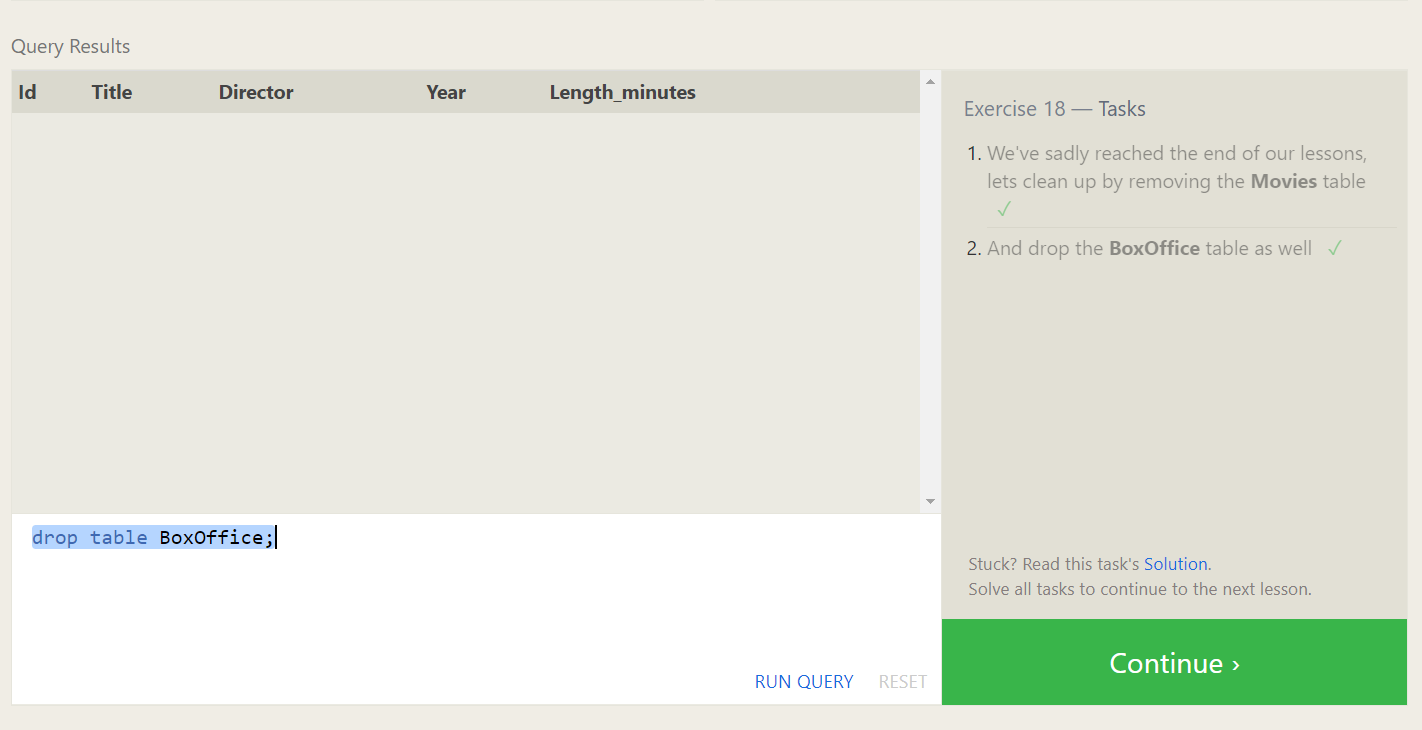 Query Results
Id Title Director Year Length_minutes
Exercise 18 — Tasks
1. We've sadly reached the end of our lessons,
lets clean up by removing the Movies table
✓
2. And drop the BoxOffice table as well ✓
drop table BoxOffice;
RUN QUERY RESET
Stuck? Read this task's Solution.
Solve all tasks to continue to the next lesson.
Continue ›